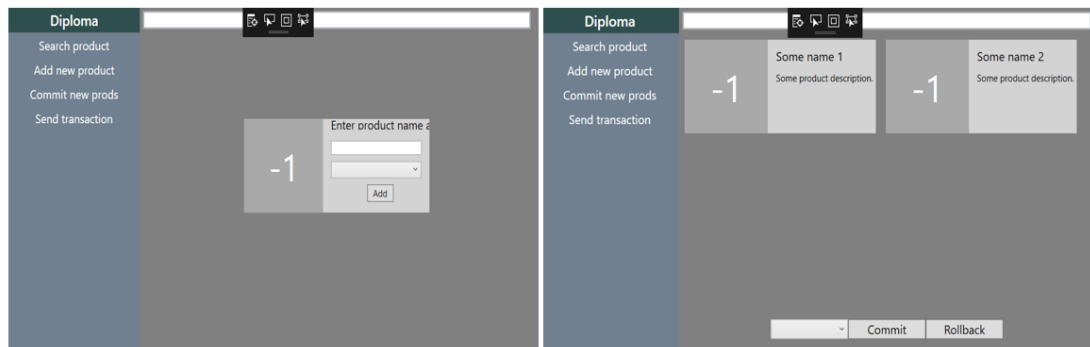 Diploma
Search product
Add new product
Commit new prods
Send transaction
-1
Enter product name a
Add
Diploma
Search product
Add new product
Commit new prods
Send transaction
-1
Some name 1
Some product description.
-1
Some name 2
Some product description.
Commit
Rollback